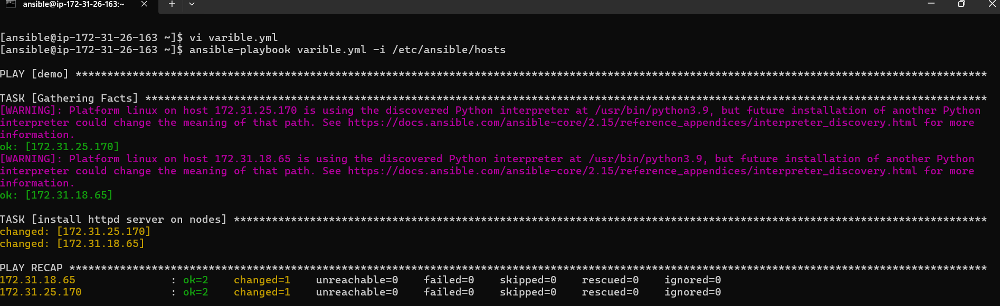 ansible@ip-172-31-26-163:~
[ansible@ip-172-31-26-163 ~]$ vi varible.yml
[ansible@ip-172-31-26-163 ~]$ ansible-playbook varible.yml -i /etc/ansible/hosts
PLAY [demo] ************************************************************************************************************************************************
TASK [Gathering Facts] *************************************************************************************************************************************
[WARNING]: Platform linux on host 172.31.25.170 is using the discovered Python interpreter at /usr/bin/python3.9, but future installation of another Python
interpreter could change the meaning of that path. See https://docs.ansible.com/ansible-core/2.15/reference_appendices/interpreter_discovery.html for more
information.
ok: [172.31.25.170]
[WARNING]: Platform linux on host 172.31.18.65 is using the discovered Python interpreter at /usr/bin/python3.9, but future installation of another Python
interpreter could change the meaning of that path. See https://docs.ansible.com/ansible-core/2.15/reference_appendices/interpreter_discovery.html for more
information.
ok: [172.31.18.65]
TASK [install httpd server on nodes] ***********************************************************************************************************************
changed: [172.31.25.170]
changed: [172.31.18.65]
PLAY RECAP *************************************************************************************************************************************************
172.31.18.65               : ok=2    changed=1    unreachable=0    failed=0    skipped=0    rescued=0    ignored=0
172.31.25.170              : ok=2    changed=1    unreachable=0    failed=0    skipped=0    rescued=0    ignored=0